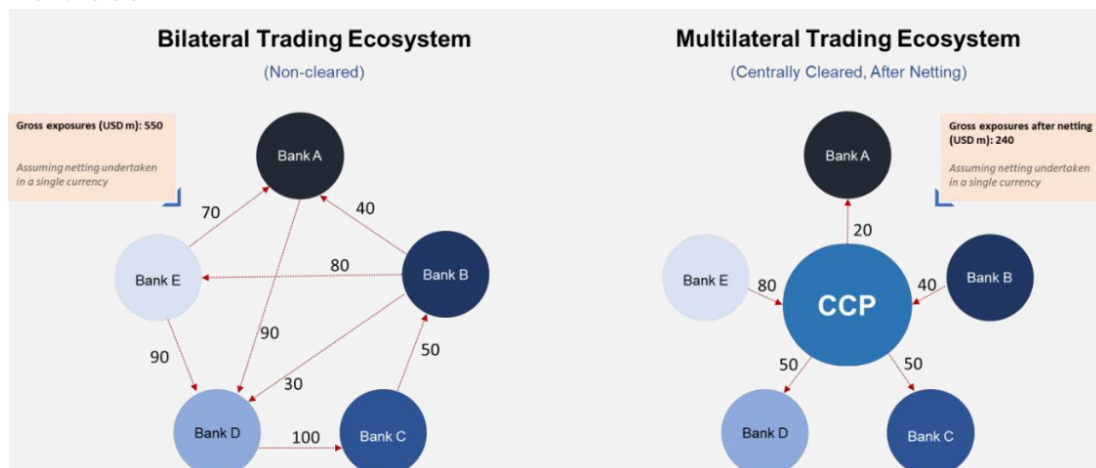 Bilateral Trading Ecosystem
(Non-cleared)
Gross exposures (USD m): 550
Assuming netting undertaken
in a single currency
Bank A
70
40
Bank E
80
Bank B
90
90
50
30
Bank D
100
Bank C
Multilateral Trading Ecosystem
(Centrally Cleared, After Netting)
Gross exposures after netting
(USD m): 240
Assuming netting undertaken
in a single currency
Bank A
20
Bank E
80
CCP
40
Bank B
50
50
Bank D
Bank C